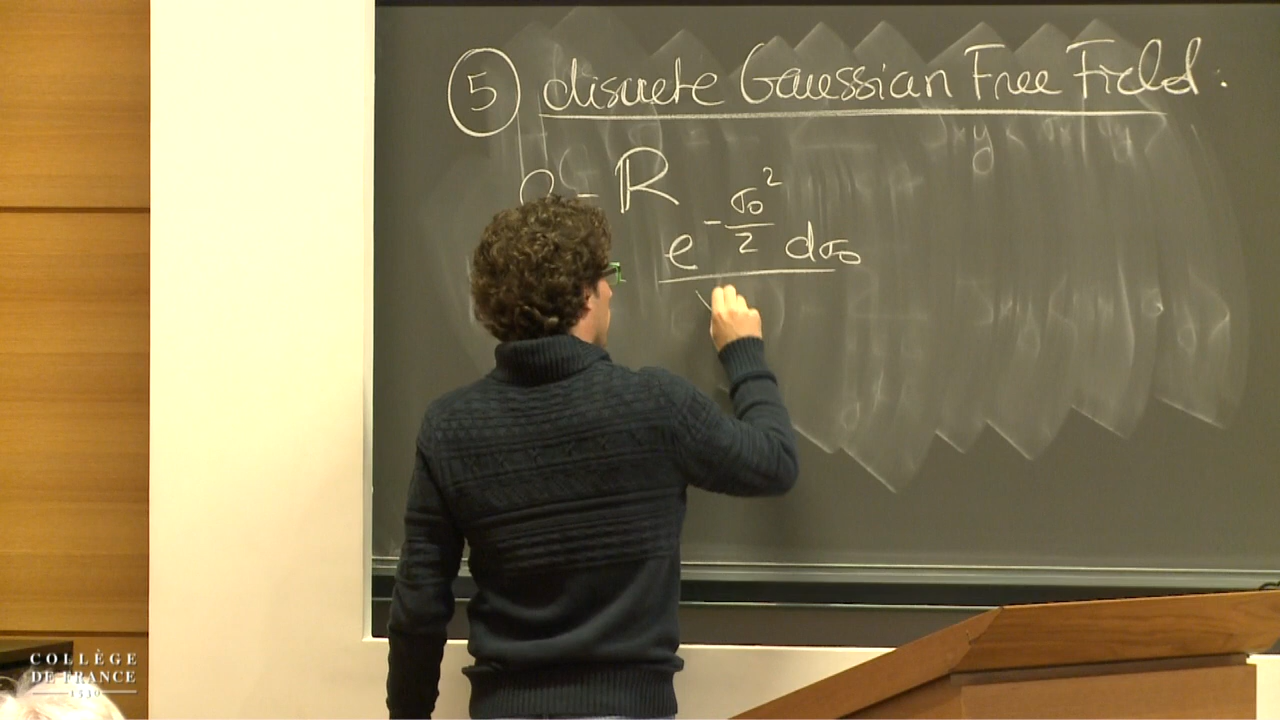 ⑤ discrete Gaussian Free Field.
ℝ
e^{-σ₀²/2} dσ₀
COLLÈGE
DE FRANCE
1530